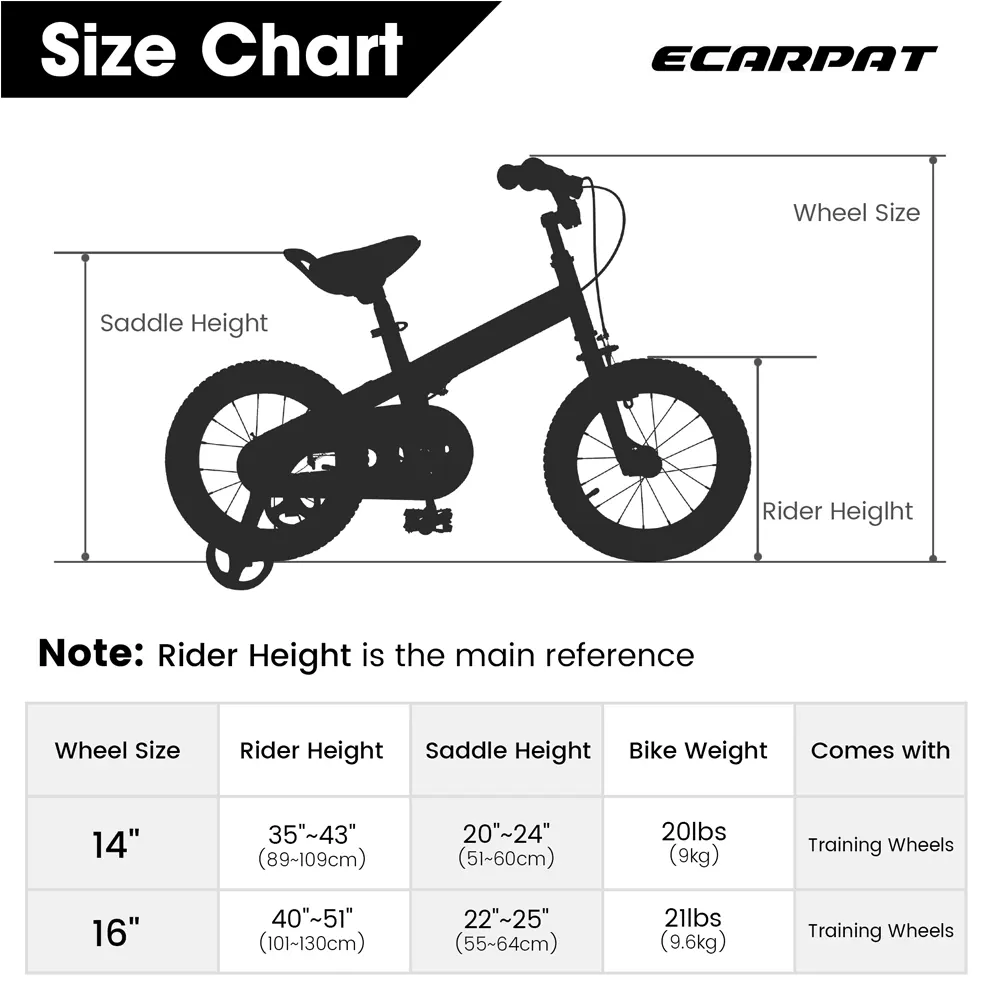 Size Chart
ECARPAT
Wheel Size
Saddle Height
Rider Heiglht
Note: Rider Height is the main reference
Wheel Size Rider Height Saddle Height Bike Weight Comes with
14" 35"~43" 20"~24" 20lbs Training Wheels
(89~109cm) (51~60cm) (9kg)
16" 40"~51" 22"~25" 21lbs Training Wheels
(101~130cm) (55~64cm) (9.6kg)